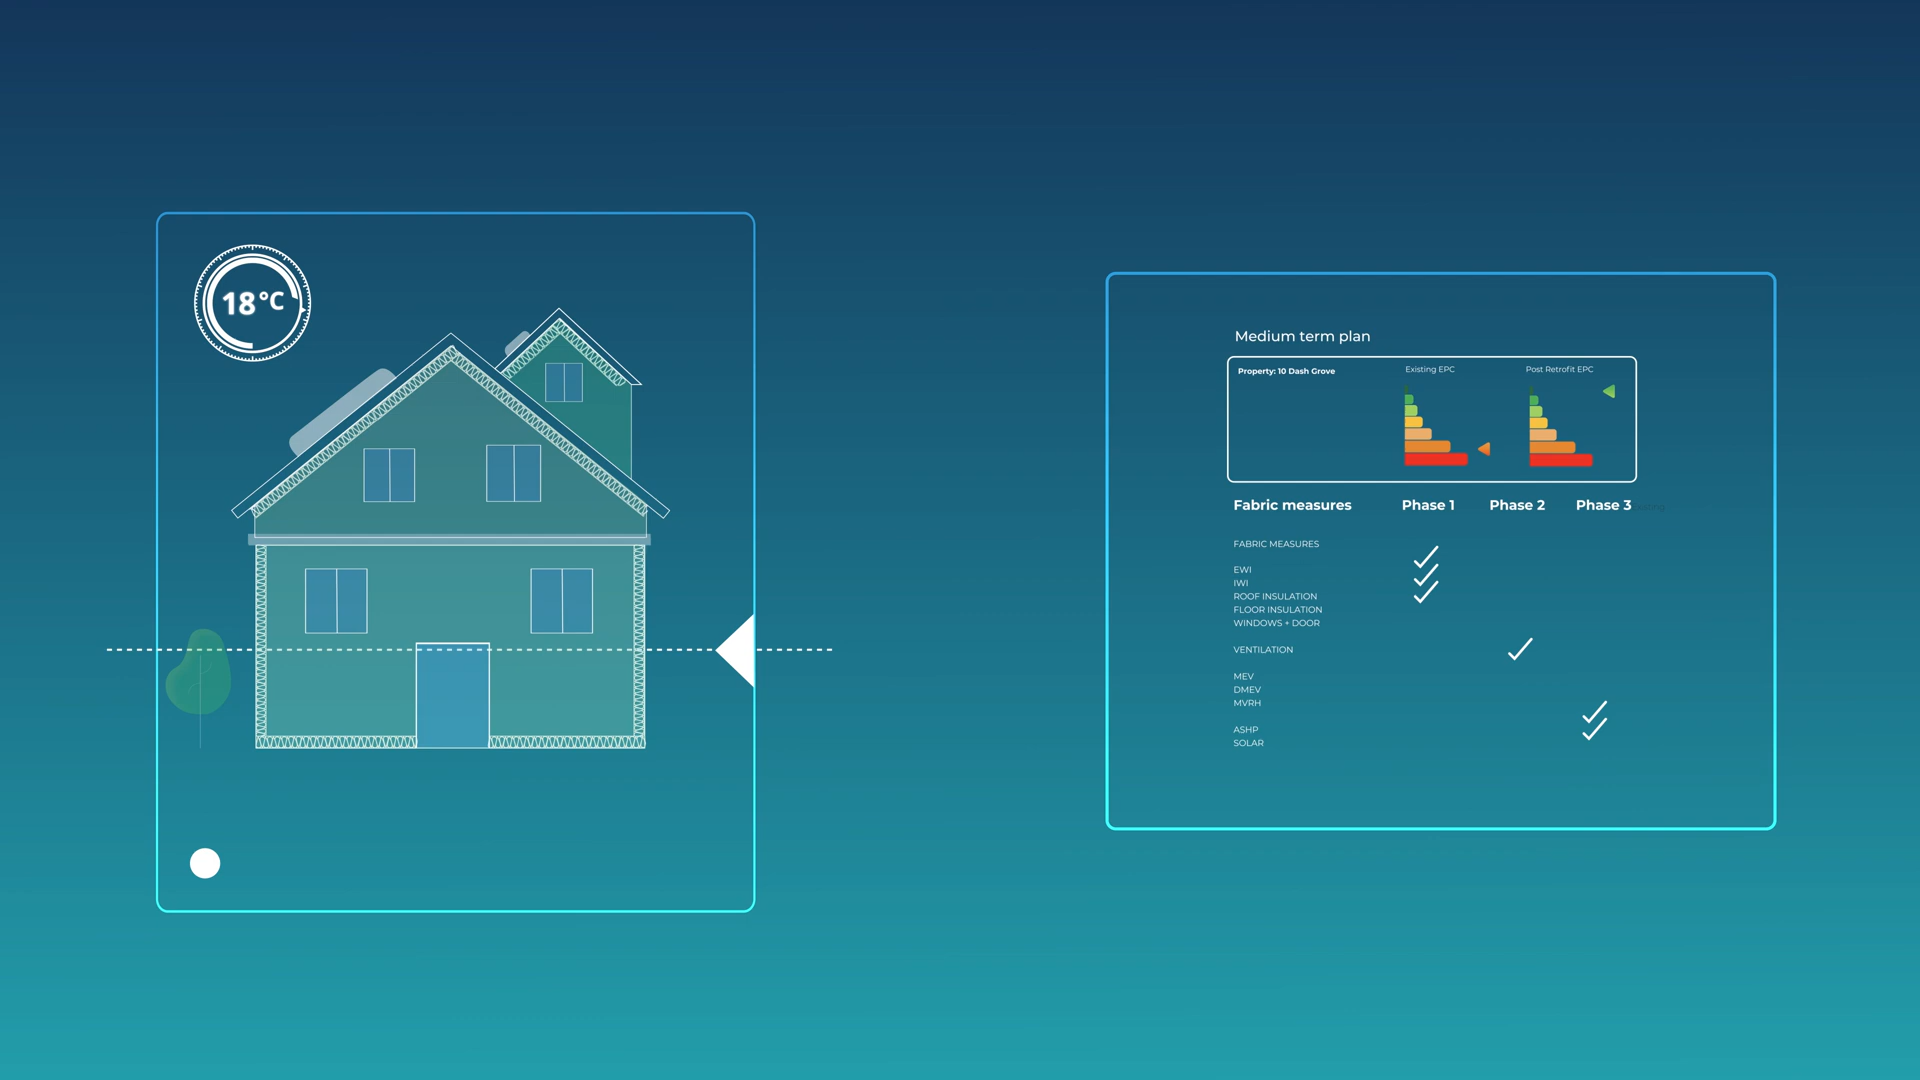 18°C
Medium term plan
Property: 10 Dash Grove
Existing EPC
Post Retrofit EPC
Fabric measures Phase 1 Phase 2 Phase 3
FABRIC MEASURES
EWI
IWI
ROOF INSULATION
FLOOR INSULATION
WINDOWS + DOOR
VENTILATION
MEV
DMEV
MVRH
ASHP
SOLAR